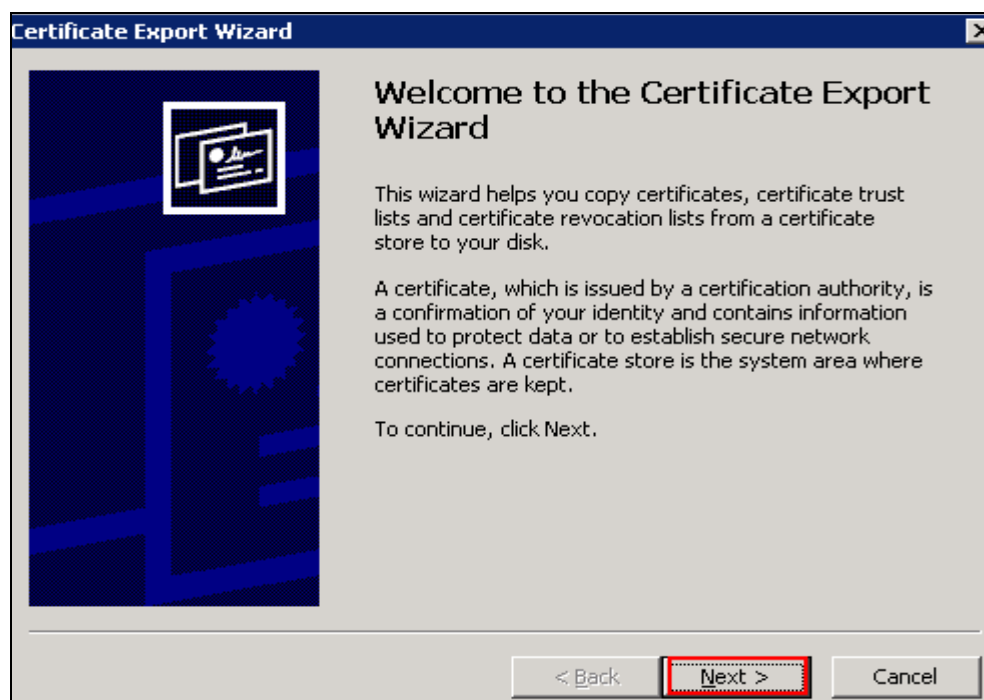 Certificate Export Wizard
Welcome to the Certificate Export
Wizard
This wizard helps you copy certificates, certificate trust
lists and certificate revocation lists from a certificate
store to your disk.
A certificate, which is issued by a certification authority, is
a confirmation of your identity and contains information
used to protect data or to establish secure network
connections. A certificate store is the system area where
certificates are kept.
To continue, click Next.
< Back
Next >
Cancel